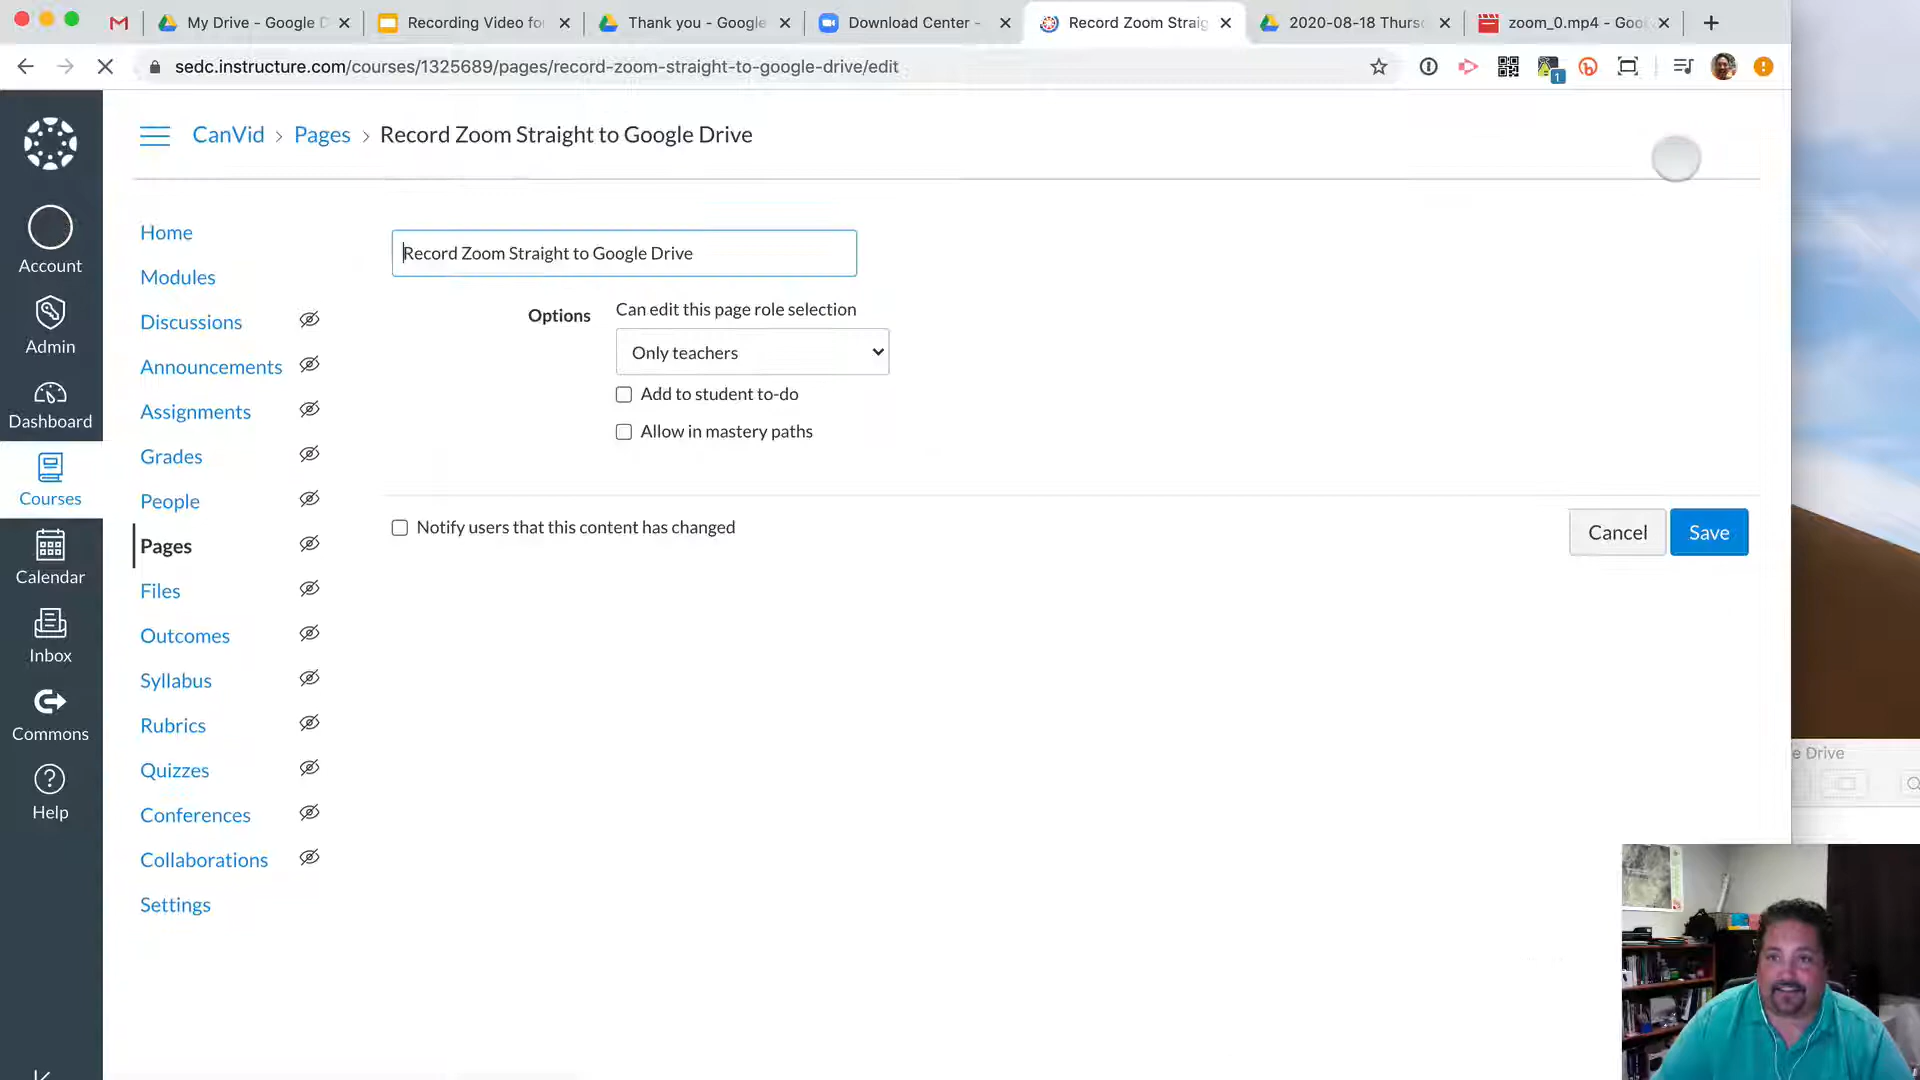 My Drive - Google D
Recording Video fo
Thank you - Google
Download Center -
Record Zoom Straig
2020-08-18 Thurs
zoom_0.mp4 - Goo
sedc.instructure.com/courses/1325689/pages/record-zoom-straight-to-google-drive/edit
1
CanVid > Pages > Record Zoom Straight to Google Drive
Account
Admin
Dashboard
Courses
Calendar
Inbox
Commons
Help
Home
Modules
Discussions
Announcements
Assignments
Grades
People
Pages
Files
Outcomes
Syllabus
Rubrics
Quizzes
Conferences
Collaborations
Settings
Record Zoom Straight to Google Drive
Options
Can edit this page role selection
Only teachers
Add to student to-do
Allow in mastery paths
Notify users that this content has changed
Cancel
Save
e Drive